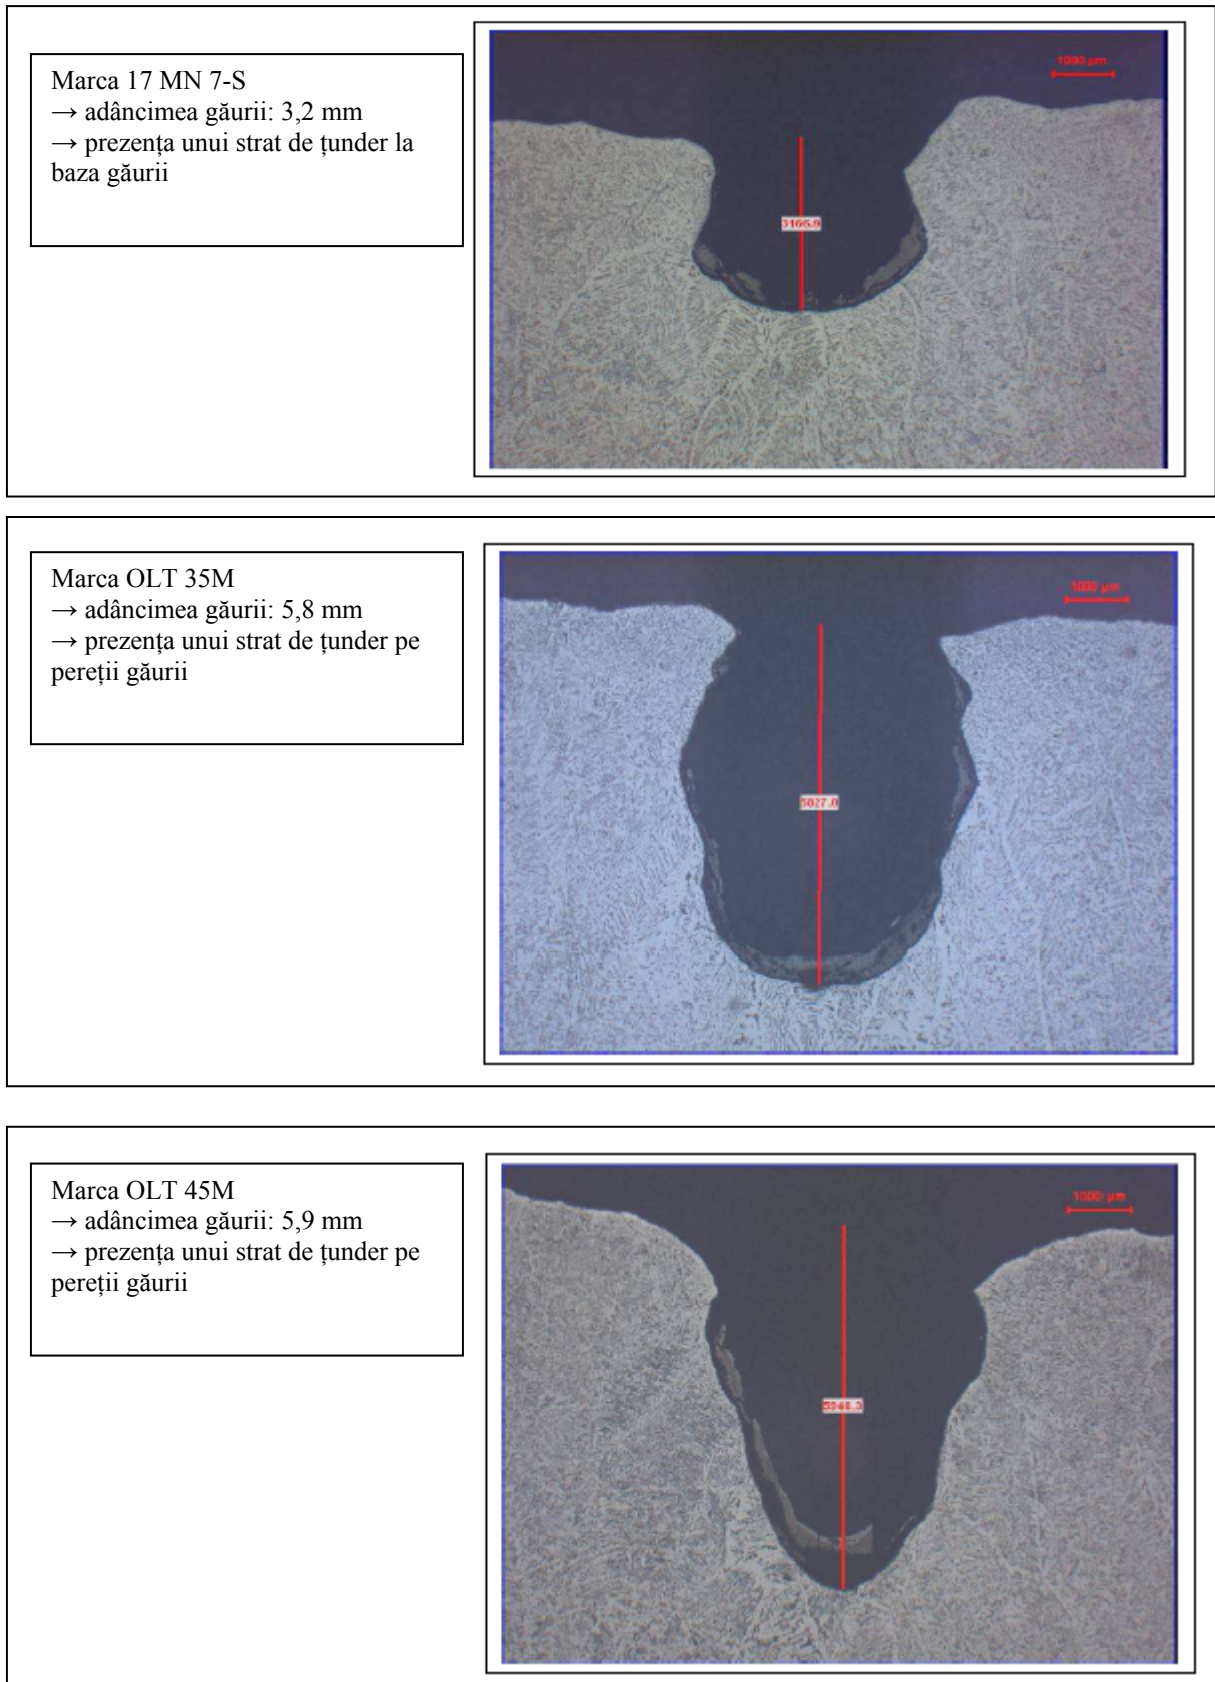 Marca 17 MN 7-S
→ adâncimea găurii: 3,2 mm
→ prezența unui strat de țunder la
baza găurii
1000 µm
3166.9
Marca OLT 35M
→ adâncimea găurii: 5,8 mm
→ prezența unui strat de țunder pe
pereții găurii
1000 µm
5827.0
Marca OLT 45M
→ adâncimea găurii: 5,9 mm
→ prezența unui strat de țunder pe
pereții găurii
1000 µm
5948.3